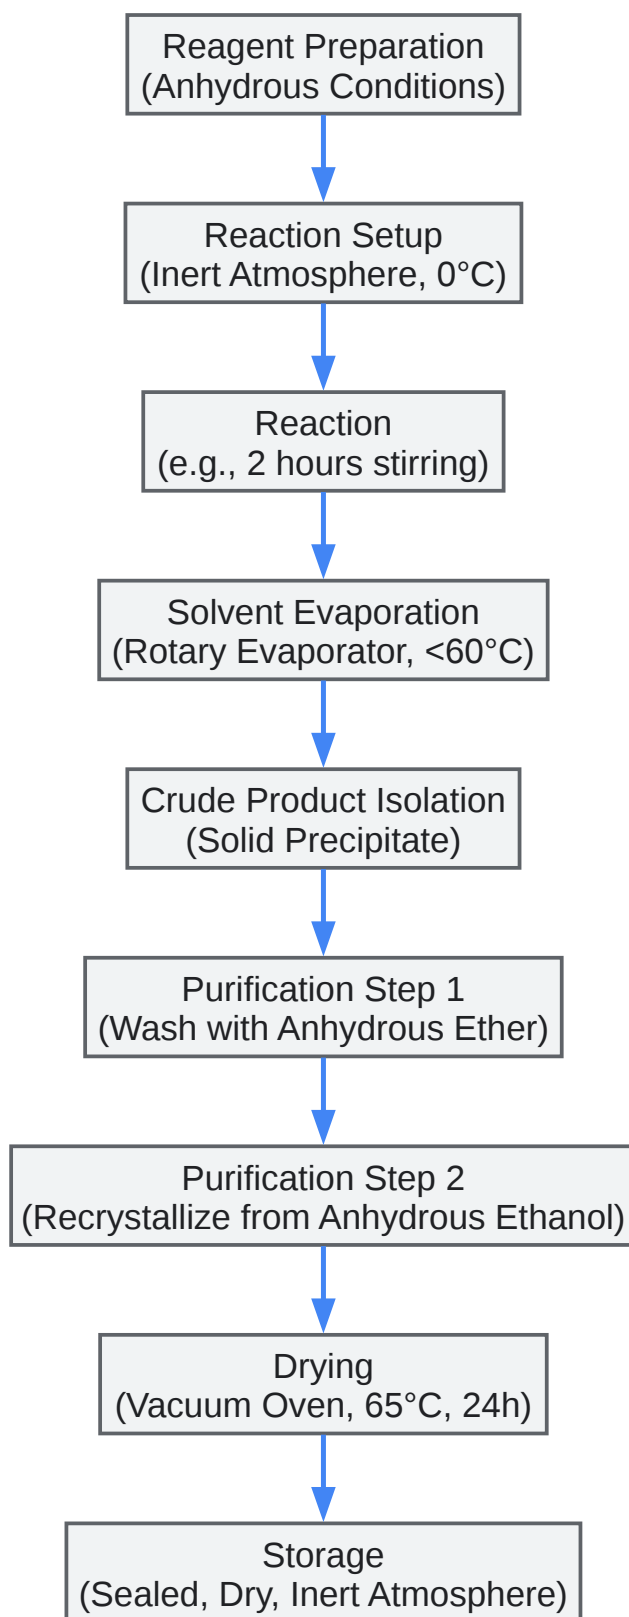 Reagent Preparation
(Anhydrous Conditions)
Reaction Setup
(Inert Atmosphere, 0°C)
Reaction
(e.g., 2 hours stirring)
Solvent Evaporation
(Rotary Evaporator, <60°C)
Crude Product Isolation
(Solid Precipitate)
Purification Step 1
(Wash with Anhydrous Ether)
Purification Step 2
(Recrystallize from Anhydrous Ethanol)
Drying
(Vacuum Oven, 65°C, 24h)
Storage
(Sealed, Dry, Inert Atmosphere)